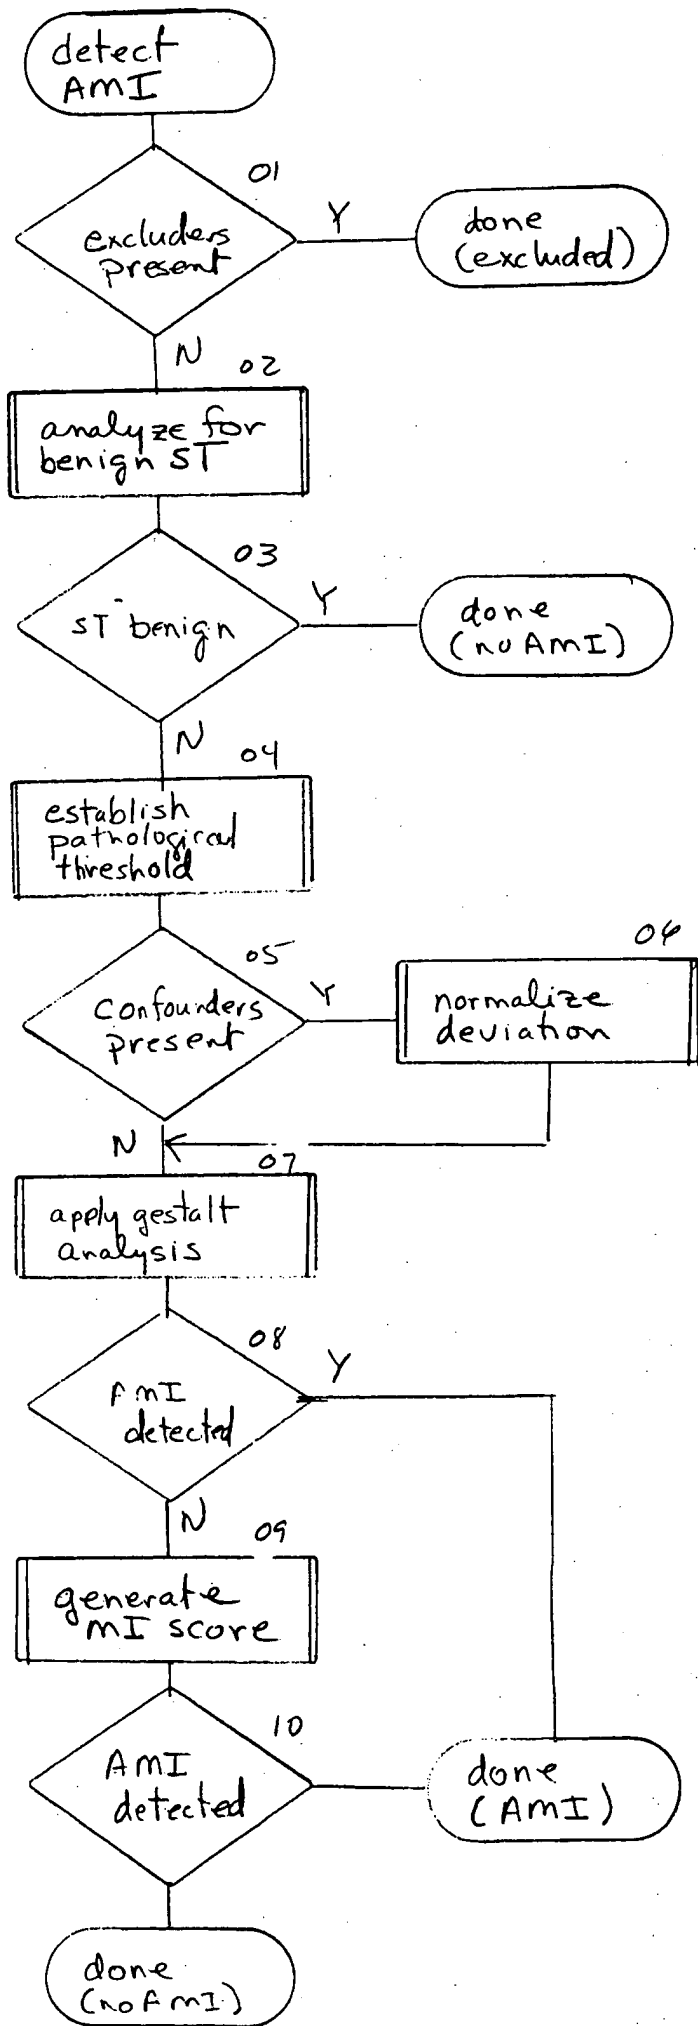 detect
AMI
01
excluders
present
Y
done
(excluded)
N
02
analyze for
benign ST
03
ST benign
Y
done
(no AMI)
N
04
establish
pathological
threshold
05
Confounders
present
Y
06
normalize
deviation
N
07
apply gestalt
analysis
08
AMI
detected
Y
N
09
generate
MI score
10
AMI
detected
done
(AMI)
done
(no AMI)